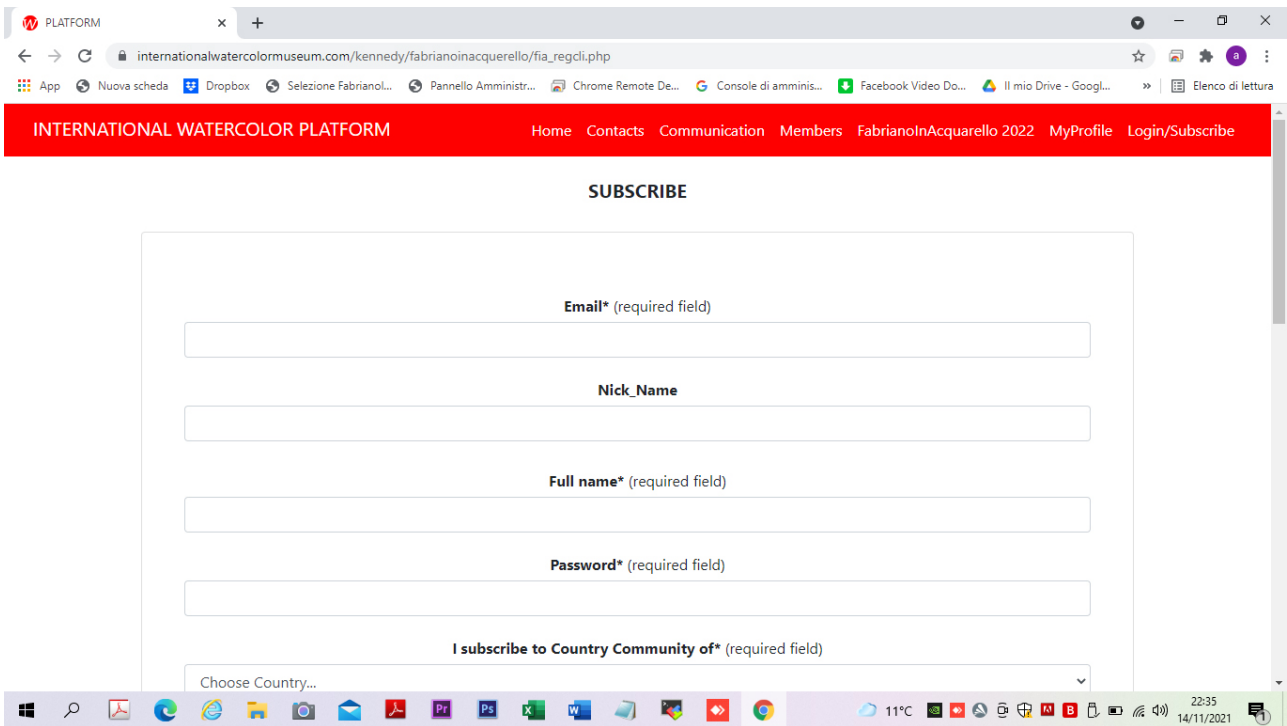 PLATFORM
internationalwatercolormuseum.com/kennedy/fabrianoinacquerello/fia_regcli.php
a
App Nuova scheda Dropbox Selezione Fabrianol... Pannello Amministr... Chrome Remote De... Console di amminis... Facebook Video Do... Il mio Drive - Googl... » Elenco di lettura
INTERNATIONAL WATERCOLOR PLATFORM Home Contacts Communication Members FabrianoInAcquarello 2022 MyProfile Login/Subscribe
SUBSCRIBE
Email* (required field)
Nick_Name
Full name* (required field)
Password* (required field)
I subscribe to Country Community of* (required field)
Choose Country...
11°C 22:35
14/11/2021